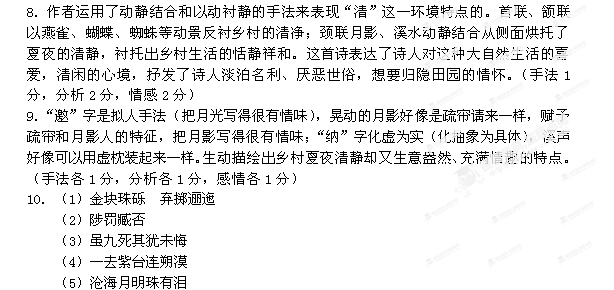 8．作者运用了动静结合和以动衬静的手法来表现“清”这一环境特点的。首联、颔联
以燕雀、蝴蝶、蜘蛛等动景反衬乡村的清净；颈联月影、溪水动静结合从侧面烘托了
夏夜的清静，衬托出乡村生活的恬静祥和。这首诗表达了诗人对这种大自然生活的喜
爱，清闲的心境，抒发了诗人淡泊名利、厌恶世俗，想要归隐田园的情怀。（手法 1
分，分析 2 分，情感 2 分）
9．“邀”字是拟人手法（把月光写得很有情味），晃动的月影好像是疏帘请来一样，赋予
疏帘和月影人的特征，把月影写得很有情味；“纳”字化虚为实（化抽象为具体），溪声
好像可以用虚枕装起来一样。生动描绘出乡村夏夜清静却又生意盎然、充满情趣的特点。
（手法各 1 分，分析各 1 分，感情各 1 分）
10．（1）金块珠砾　弃掷逦迤
（2）陟罚臧否
（3）虽九死其犹未悔
（4）一去紫台连朔漠
（5）沧海月明珠有泪